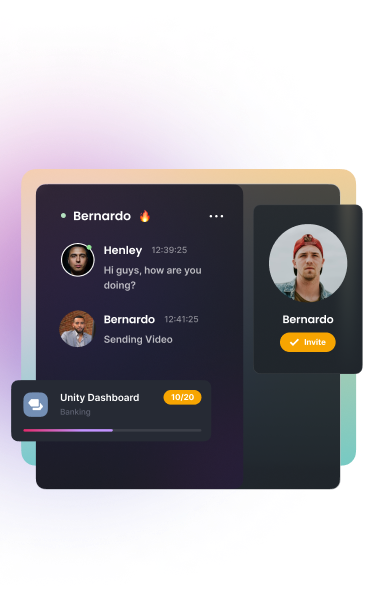 Bernardo 🔥
Henley 12:39:25
Hi guys, how are you
doing?
Bernardo 12:41:25
Sending Video
Bernardo
Invite
Unity Dashboard 10/20
Banking